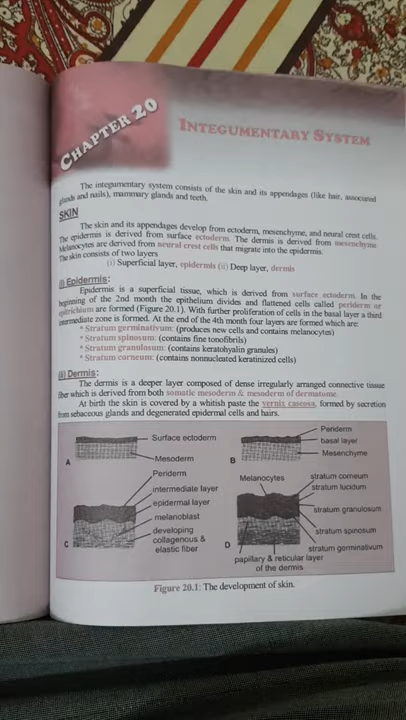 CHAPTER 20
INTEGUMENTARY SYSTEM
The integumentary system consists of the skin and its appendages (like hair, associated
glands and nails), mammary glands and teeth.
SKIN
The skin and its appendages develop from ectoderm, mesenchyme, and neural crest cells.
The epidermis is derived from surface ectoderm. The dermis is derived from mesenchyme.
Melanocytes are derived from neural crest cells that migrate into the epidermis.
The skin consists of two layers
(i) Superficial layer, epidermis (ii) Deep layer, dermis
(i) Epidermis:
Epidermis is a superficial tissue, which is derived from surface ectoderm. In the
beginning of the 2nd month the epithelium divides and flattened cells called periderm or
epitrichium are formed (Figure 20.1). With further proliferation of cells in the basal layer a third
intermediate zone is formed. At the end of the 4th month four layers are formed which are:
* Stratum germinativum: (produces new cells and contains melanocytes)
* Stratum spinosum: (contains fine tonofibrils)
* Stratum granulosum: (contains keratohyalin granules)
* Stratum corneum: (contains nonnucleated keratinized cells)
(ii) Dermis:
The dermis is a deeper layer composed of dense irregularly arranged connective tissue
fiber which is derived from both somatic mesoderm & mesoderm of dermatome.
At birth the skin is covered by a whitish paste the vernix caseosa, formed by secretion
from sebaceous glands and degenerated epidermal cells and hairs.
Surface ectoderm
Mesoderm
A
Periderm
basal layer
Mesenchyme
B
Periderm
intermediate layer
epidermal layer
melanoblast
developing
collagenous &
elastic fiber
C
Melanocytes
stratum corneum
stratum lucidum
stratum granulosum
stratum spinosum
stratum germinativum
D
papillary & reticular layer
of the dermis
Figure 20.1: The development of skin.